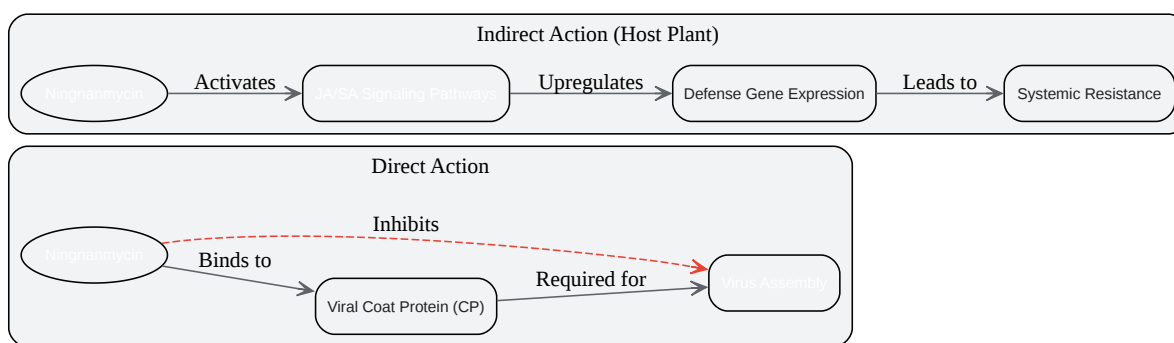 Indirect Action (Host Plant)
Ningnanmycin
Activates
JA/SA Signaling Pathways
Upregulates
Defense Gene Expression
Leads to
Systemic Resistance
Direct Action
Ningnanmycin
Inhibits
Binds to
Viral Coat Protein (CP)
Required for
Virus Assembly